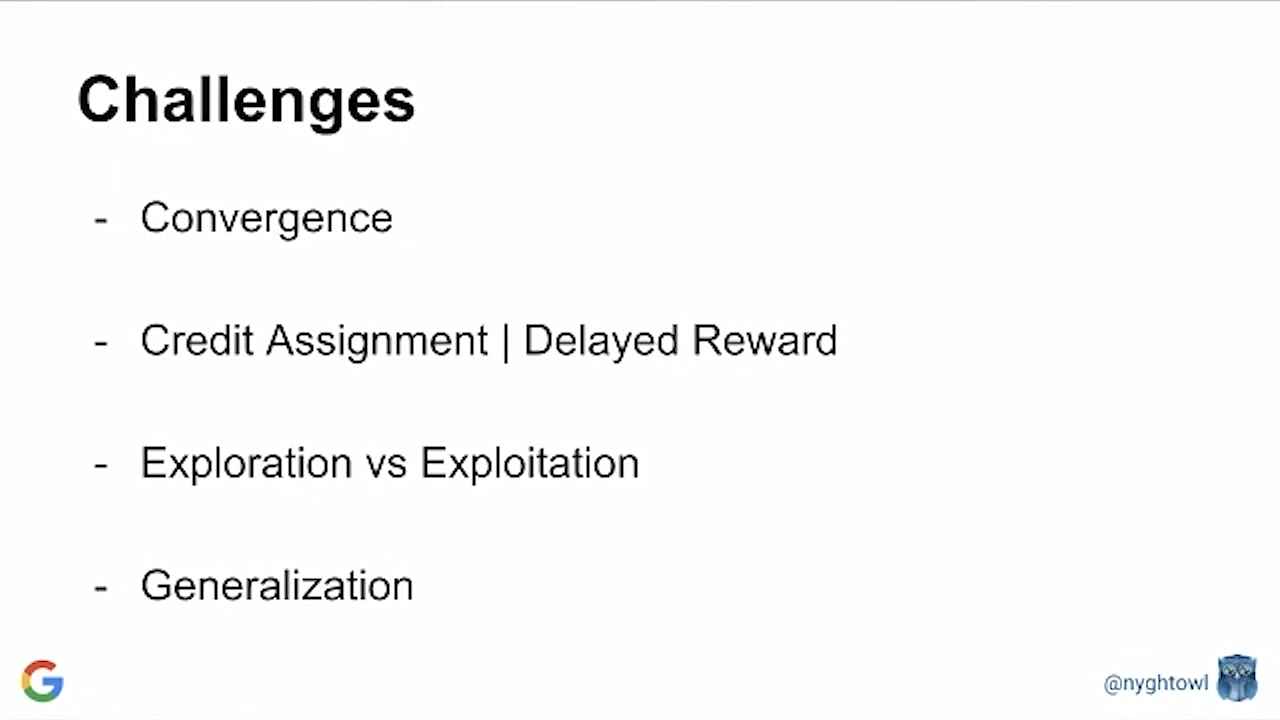 Challenges
- Convergence
- Credit Assignment | Delayed Reward
- Exploration vs Exploitation
- Generalization
@nyghtowl